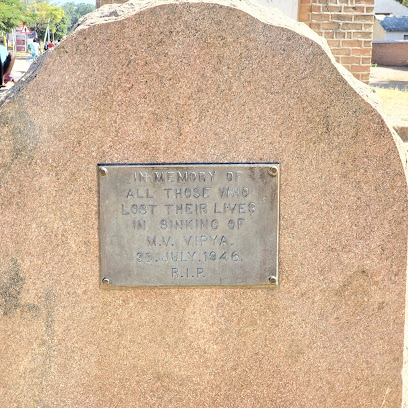 IN MEMORY OF
ALL THOSE WHO
LOST THEIR LIVES
IN SINKING OF
M.V. VIPYA.
30. JULY. 1946.
R.I.P.